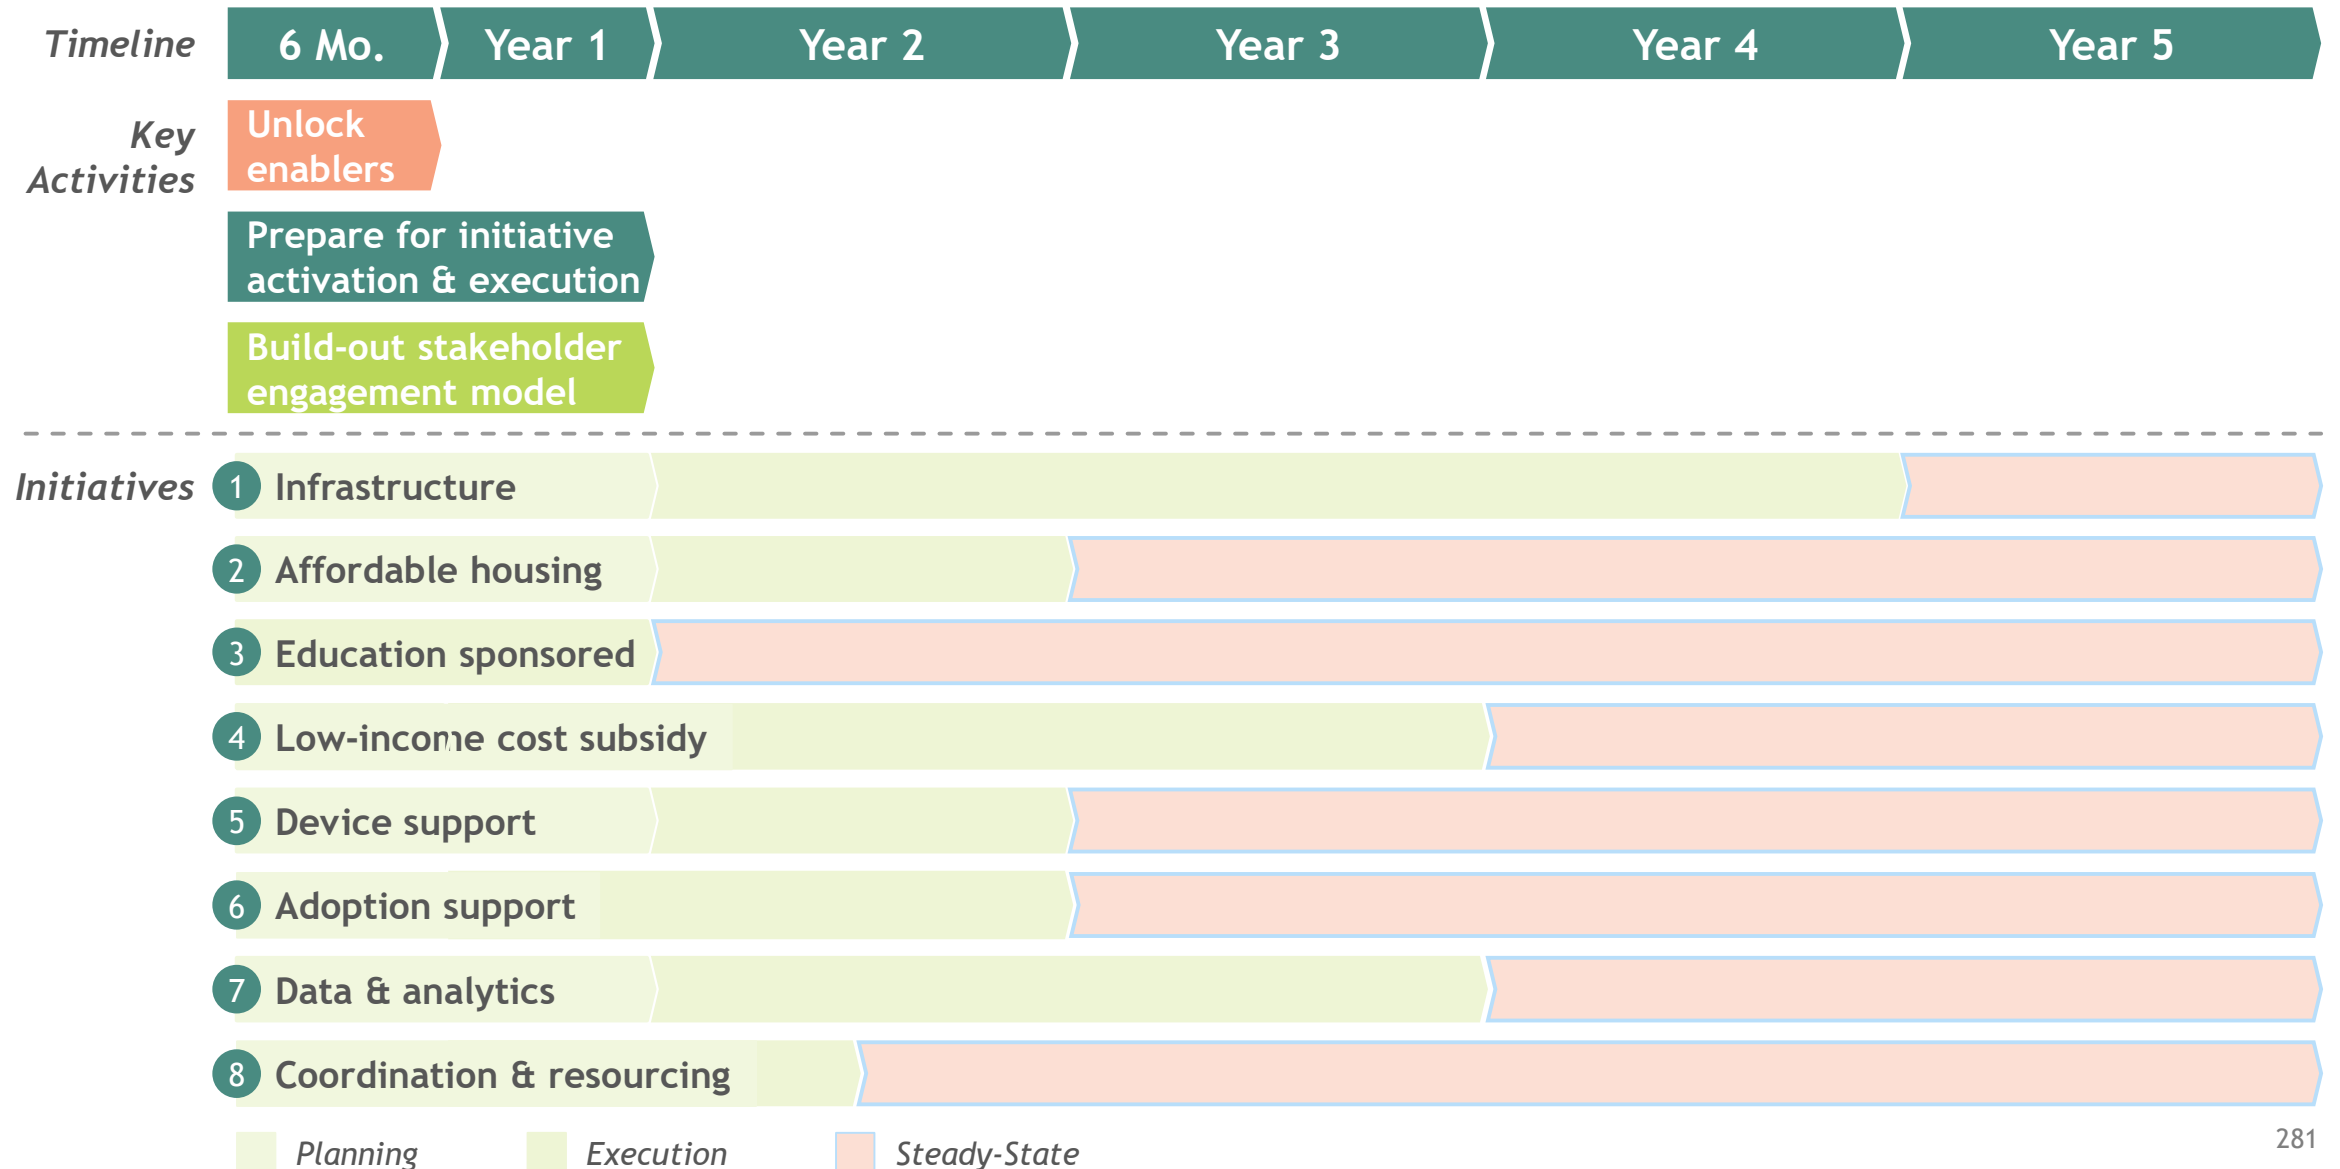 Timeline
6 Mo.
Year 1
Year 2
Year 3
Year 4
Year 5
Key
Activities
Unlock
enablers
Prepare for initiative
activation & execution
Build-out stakeholder
engagement model
Initiatives
1 Infrastructure
2 Affordable housing
3 Education sponsored
4 Low-income cost subsidy
5 Device support
6 Adoption support
7 Data & analytics
8 Coordination & resourcing
Planning
Execution
Steady-State
281